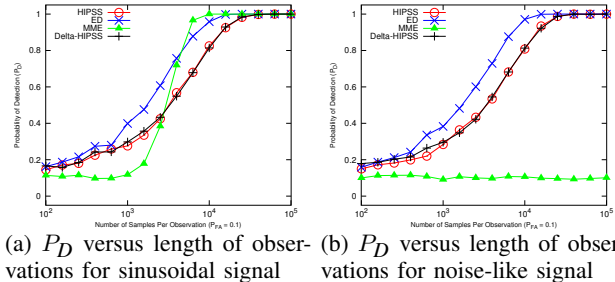 HIPSS
ED
MME
Delta-HIPSS
Probability of Detection (P_D)
1
0.8
0.6
0.4
0.2
0
10^2
10^3
10^4
10^5
Number of Samples Per Observation (P_FA = 0.1)
(a) P_D versus length of obser-
vations for sinusoidal signal
HIPSS
ED
MME
Delta-HIPSS
Probability of Detection (P_D)
1
0.8
0.6
0.4
0.2
0
10^2
10^3
10^4
10^5
Number of Samples Per Observation (P_FA = 0.1)
(b) P_D versus length of obser
vations for noise-like signal